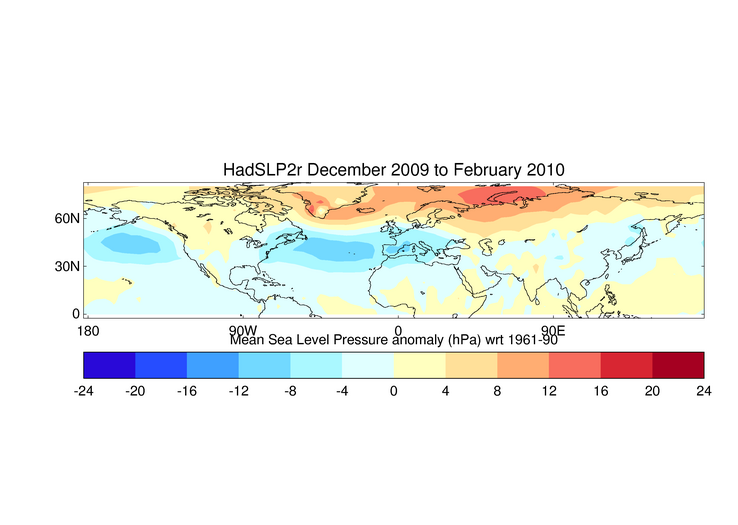 HadSLP2r December 2009 to February 2010
60N
30N
0
180 90W 0 90E
Mean Sea Level Pressure anomaly (hPa) wrt 1961-90
-24 -20 -16 -12 -8 -4 0 4 8 12 16 20 24